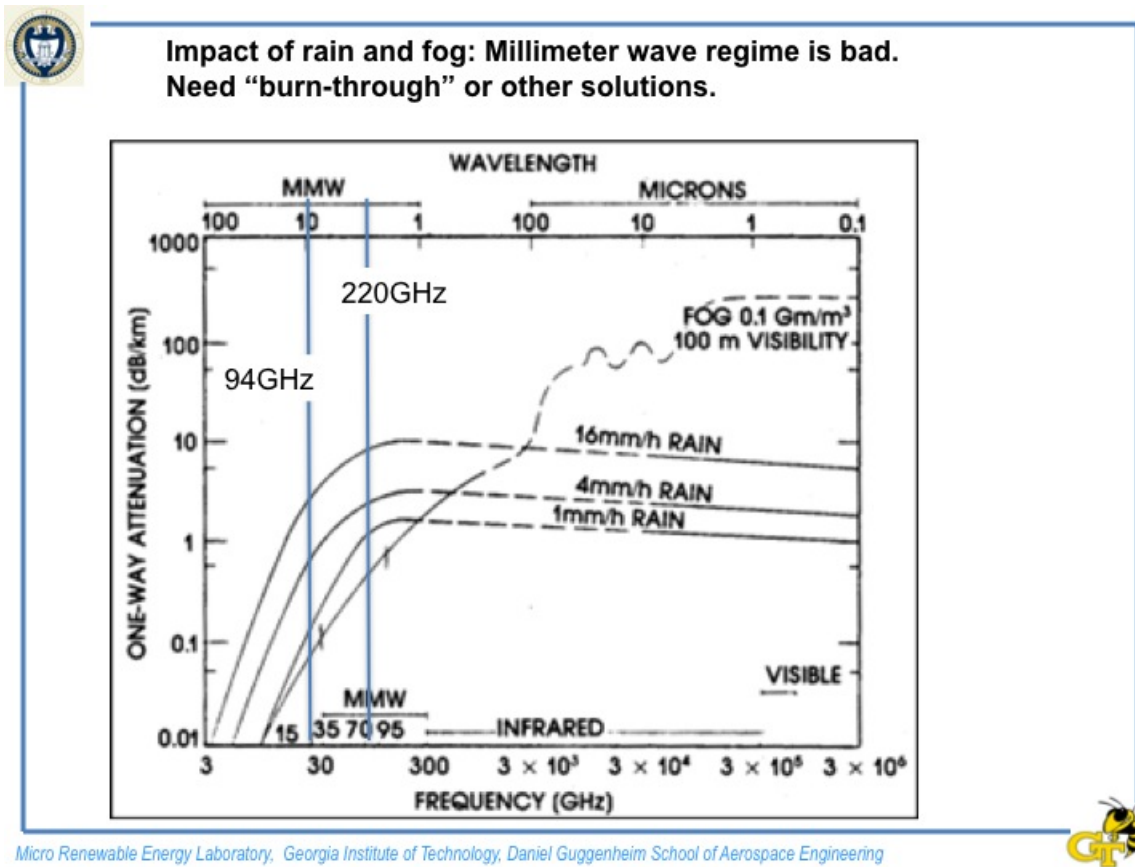 Impact of rain and fog: Millimeter wave regime is bad.
Need “burn-through” or other solutions.
WAVELENGTH
MMW
MICRONS
100 10 1 100 10 1 0.1
1000
100
10
1
0.1
0.01
ONE-WAY ATTENUATION (dB/km)
220GHz
94GHz
FOG 0.1 Gm/m³
100 m VISIBILITY
16mm/h RAIN
4mm/h RAIN
1mm/h RAIN
VISIBLE
MMW
15 35 70 95
INFRARED
3 30 300 3 × 10³ 3 × 10⁴ 3 × 10⁵ 3 × 10⁶
FREQUENCY (GHz)
Micro Renewable Energy Laboratory, Georgia Institute of Technology, Daniel Guggenheim School of Aerospace Engineering
GT